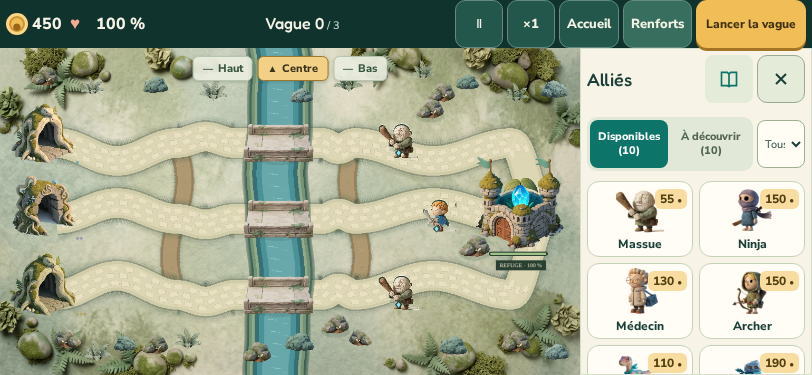 450 ♥ 100 %
Vague 0 / 3
II
×1
Accueil
Renforts
Lancer la vague
— Haut
▲ Centre
— Bas
REFUGE · 100 %
Alliés
Disponibles
(10)
À découvrir
(10)
55 •
Massue
150 •
Ninja
130 •
Médecin
150 •
Archer
110 •
190 •